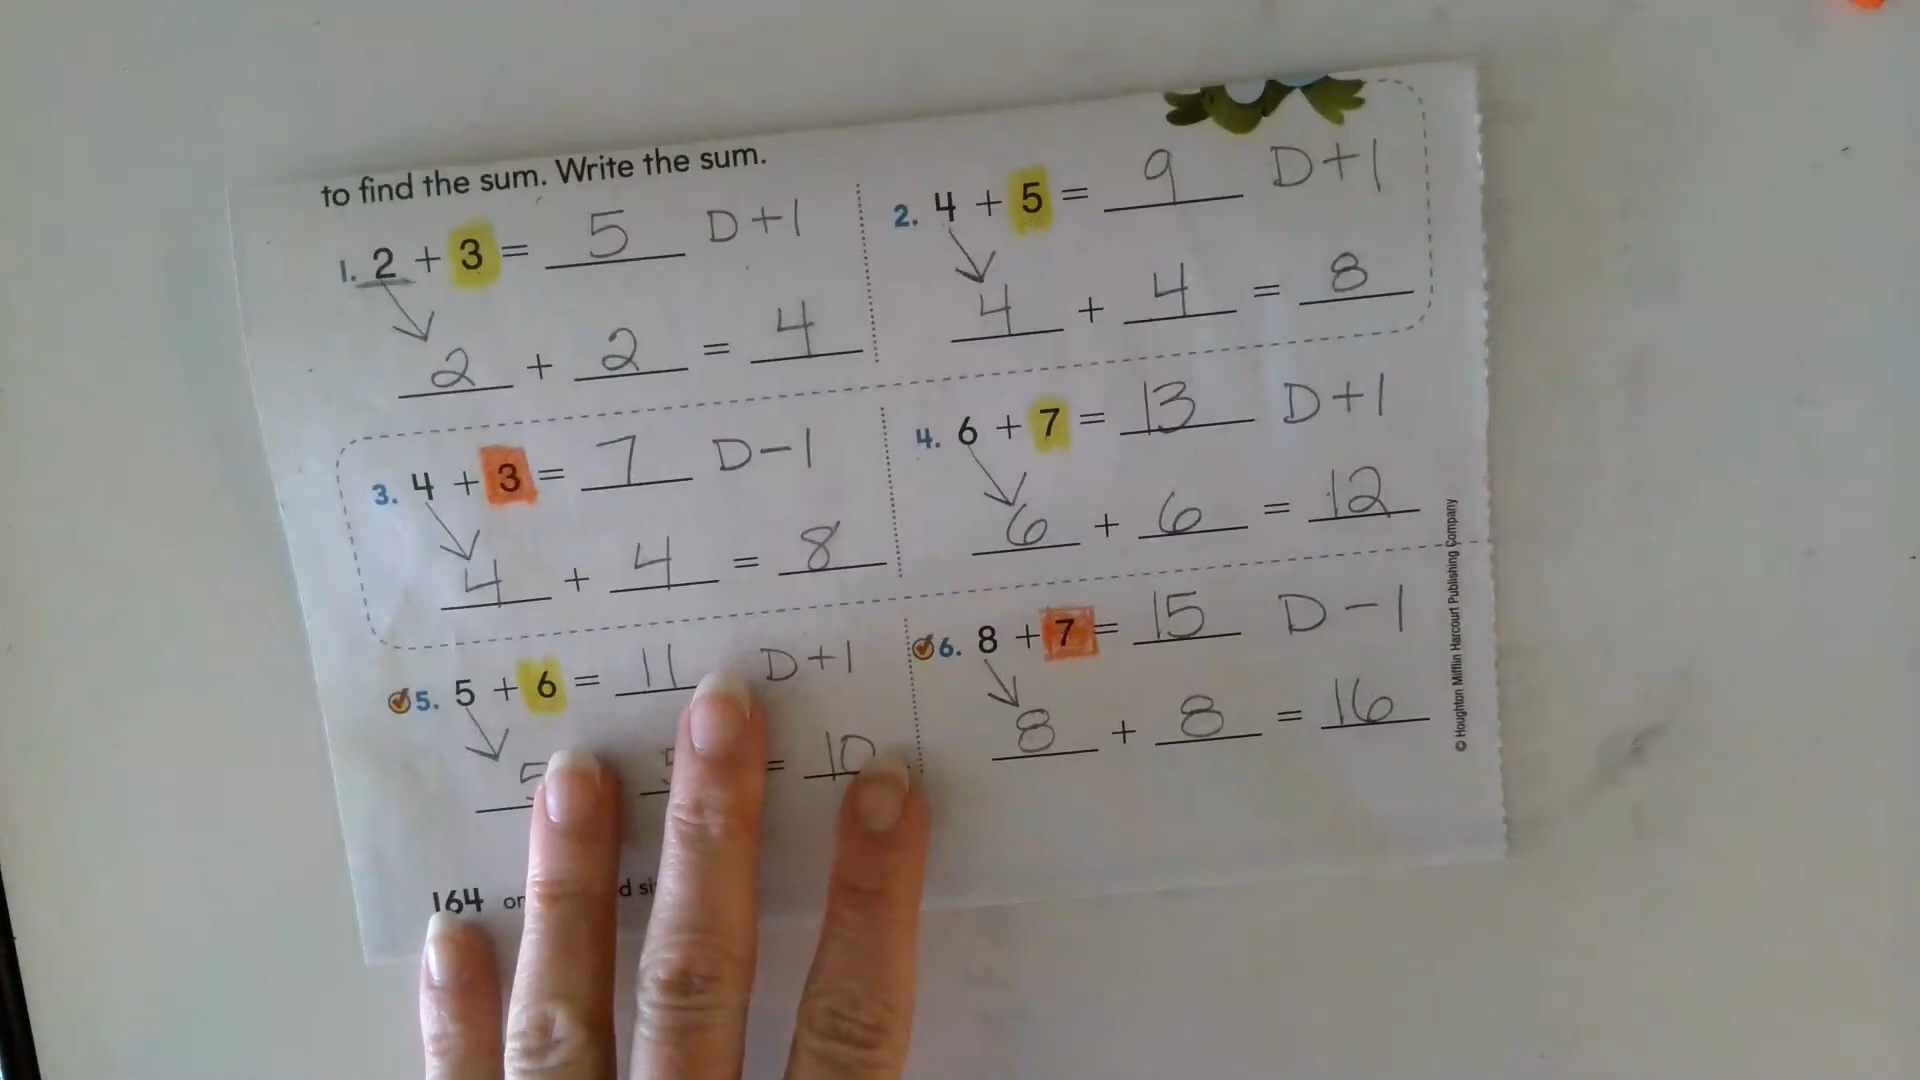 to find the sum. Write the sum.
1. 2 + 3 = 5 D+1
2 + 2 = 4
2. 4 + 5 = 9 D+1
4 + 4 = 8
3. 4 + 3 = 7 D-1
4 + 4 = 8
4. 6 + 7 = 13 D+1
6 + 6 = 12
5. 5 + 6 = 11 D+1
5 5 = 10
6. 8 + 7 = 15 D-1
8 + 8 = 16
164
© Houghton Mifflin Harcourt Publishing Company